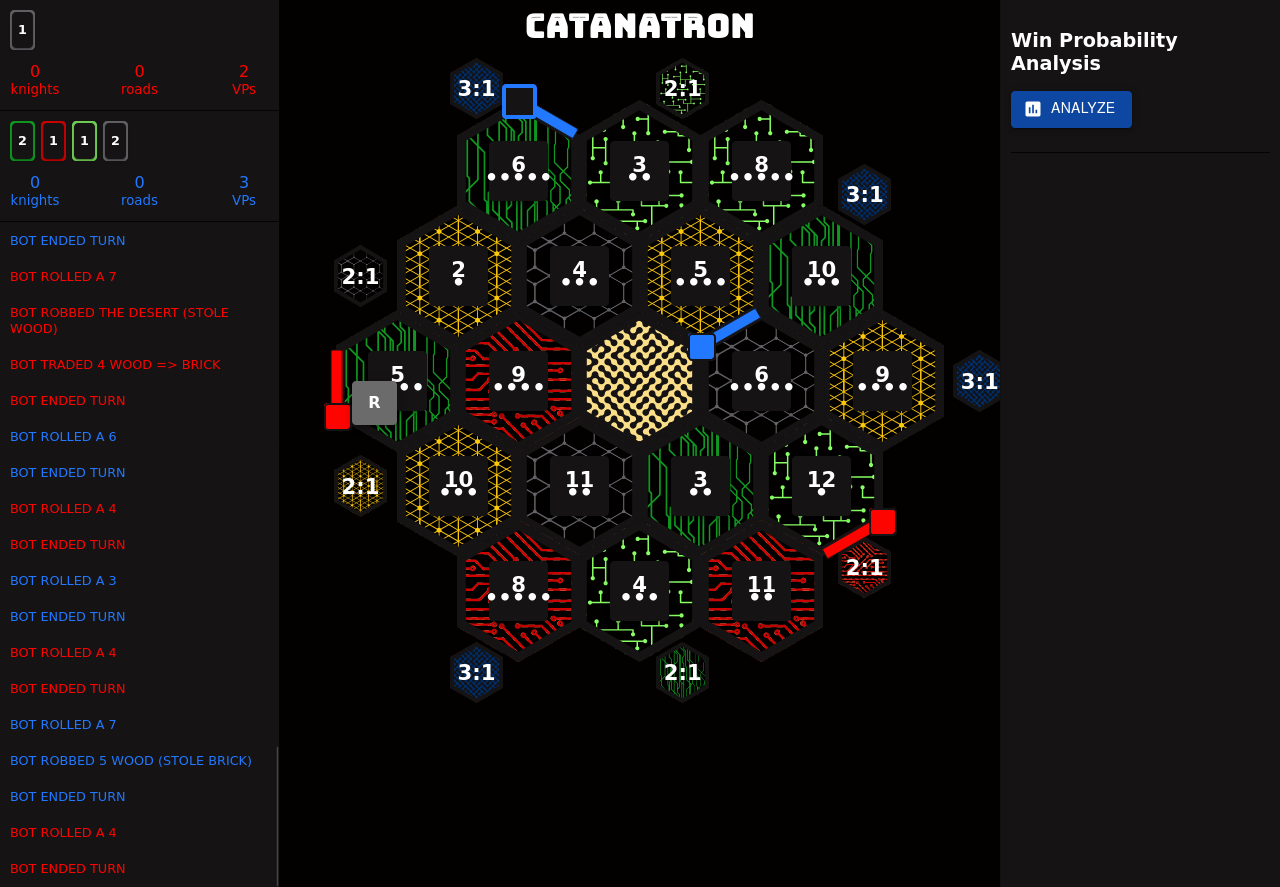 CATANATRON
1
0 0 2
knights roads VPs
2 1 1 2
0 0 3
knights roads VPs
BOT ENDED TURN
BOT ROLLED A 7
BOT ROBBED THE DESERT (STOLE
WOOD)
BOT TRADED 4 WOOD => BRICK
BOT ENDED TURN
BOT ROLLED A 6
BOT ENDED TURN
BOT ROLLED A 4
BOT ENDED TURN
BOT ROLLED A 3
BOT ENDED TURN
BOT ROLLED A 4
BOT ENDED TURN
BOT ROLLED A 7
BOT ROBBED 5 WOOD (STOLE BRICK)
BOT ENDED TURN
BOT ROLLED A 4
BOT ENDED TURN
3:1 2:1
6 3 8
3:1
2:1 2 4 5 10
5 9 6 9 3:1
R
2:1 10 11 3 12
2:1
8 4 11
3:1 2:1
Win Probability
Analysis
ANALYZE